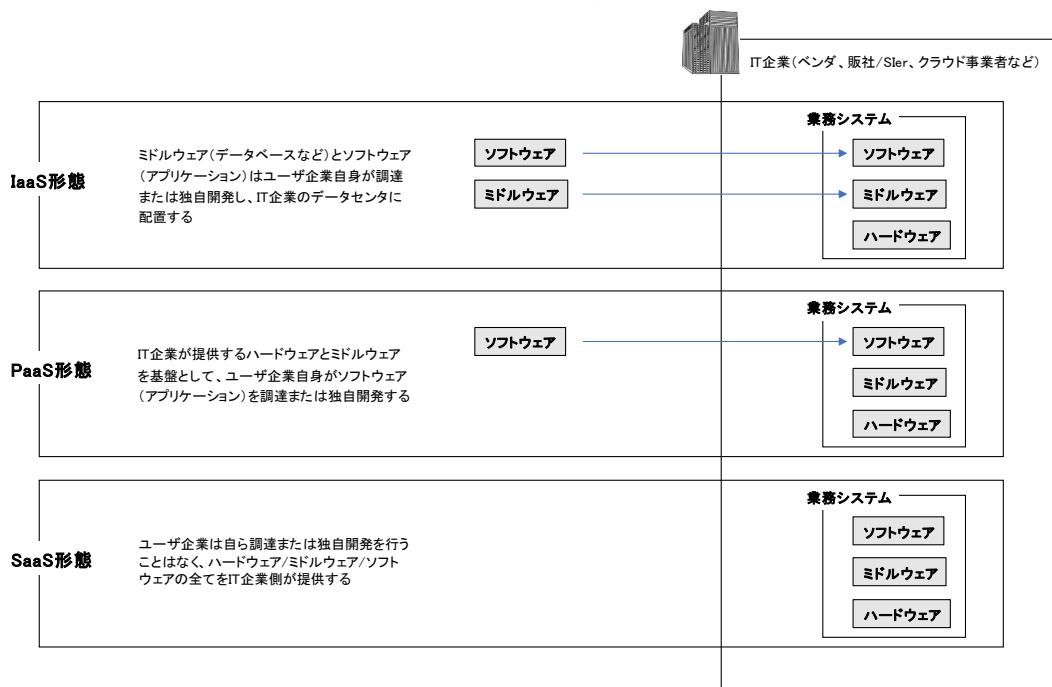 IT企業(ベンダ、販社/SIer、クラウド事業者など)
IaaS形態
ミドルウェア(データベースなど)とソフトウェア
(アプリケーション)はユーザ企業自身が調達
または独自開発し、IT企業のデータセンタに
配置する
ソフトウェア
ミドルウェア
業務システム
ソフトウェア
ミドルウェア
ハードウェア
PaaS形態
IT企業が提供するハードウェアとミドルウェア
を基盤として、ユーザ企業自身がソフトウェア
(アプリケーション)を調達または独自開発する
ソフトウェア
業務システム
ソフトウェア
ミドルウェア
ハードウェア
SaaS形態
ユーザ企業は自ら調達または独自開発を行う
ことはなく、ハードウェア/ミドルウェア/ソフト
ウェアの全てをIT企業側が提供する
業務システム
ソフトウェア
ミドルウェア
ハードウェア